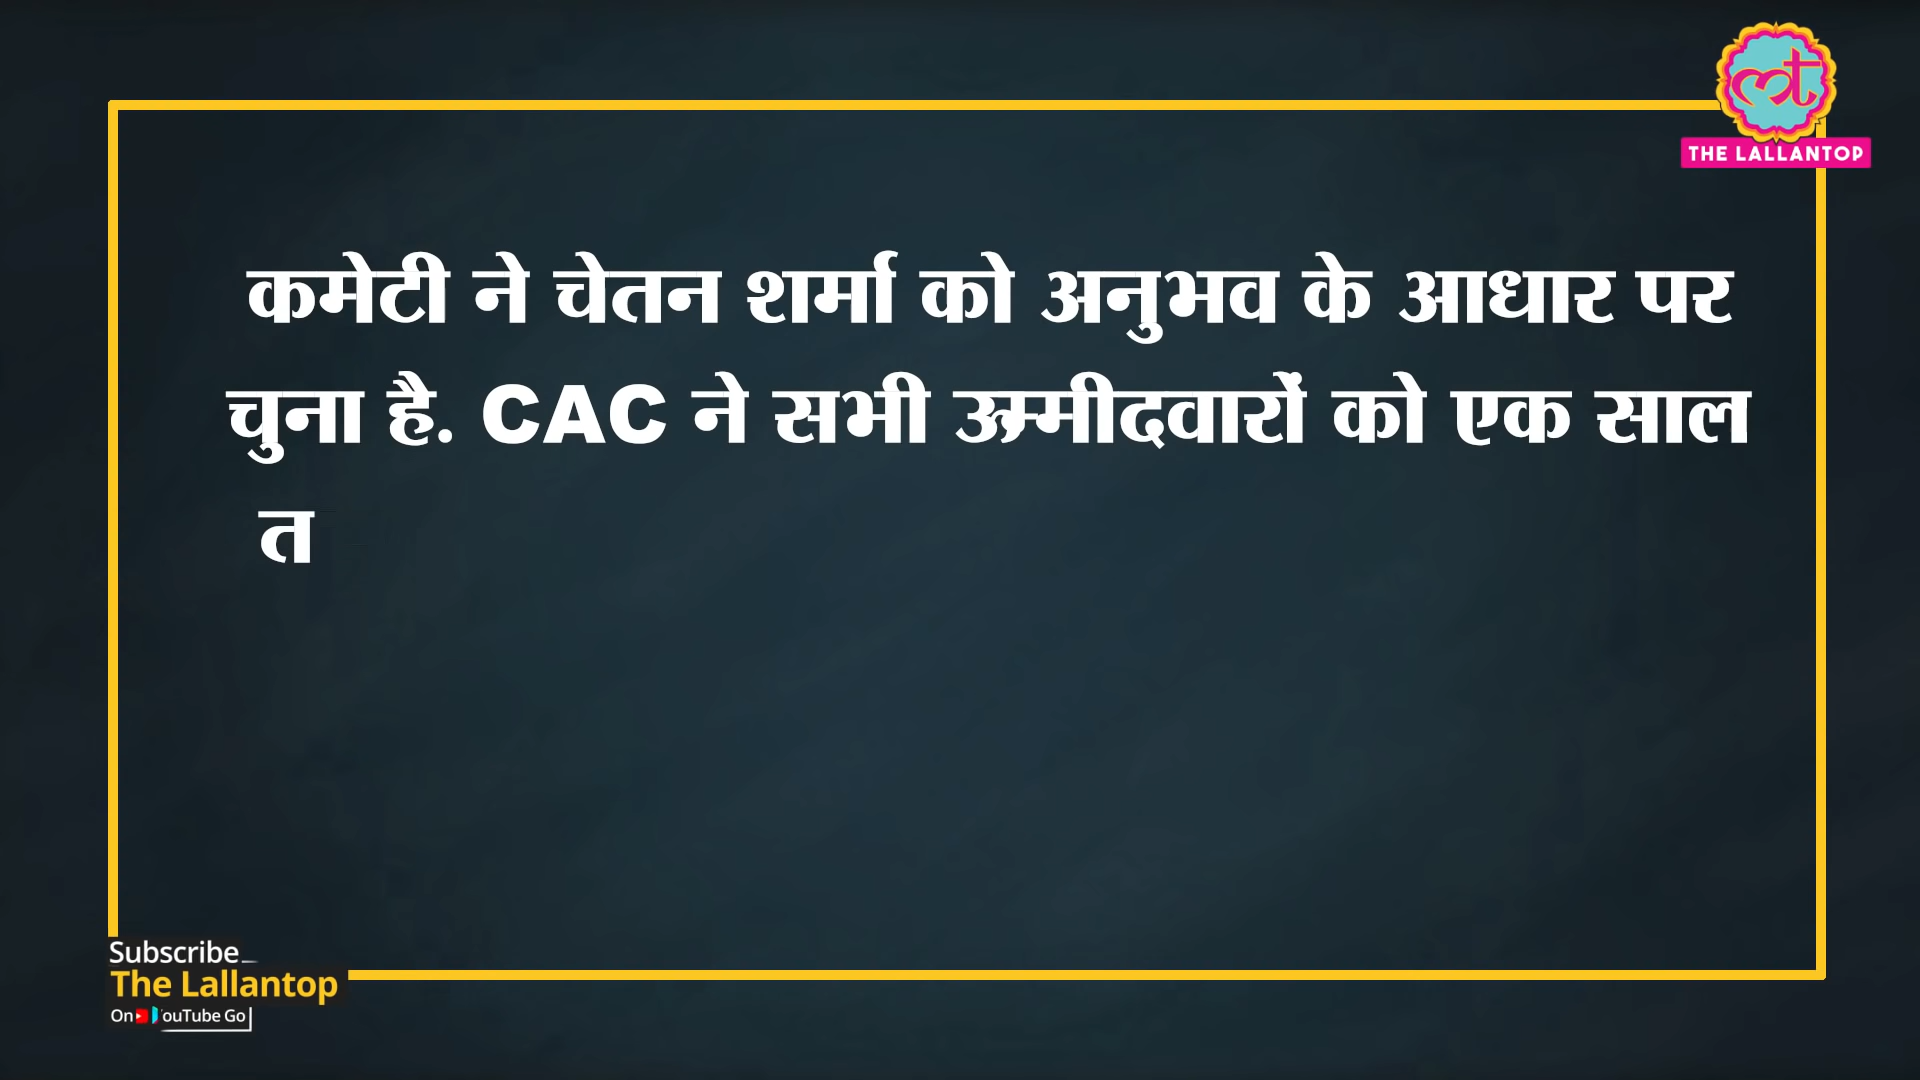 THE LALLANTOP
कमेटी ने चेतन शर्मा को अनुभव के आधार पर
चुना है. CAC ने सभी उम्मीदवारों को एक साल
त
Subscribe
The Lallantop
On ouTube Go